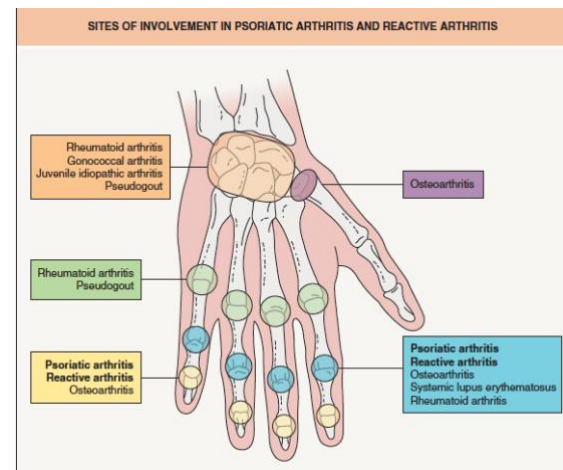 SITES OF INVOLVEMENT IN PSORIATIC ARTHRITIS AND REACTIVE ARTHRITIS
Rheumatoid arthritis
Gonococcal arthritis
Juvenile idiopathic arthritis
Pseudogout
Osteoarthritis
Rheumatoid arthritis
Pseudogout
Psoriatic arthritis
Reactive arthritis
Osteoarthritis
Psoriatic arthritis
Reactive arthritis
Osteoarthritis
Systemic lupus erythematosus
Rheumatoid arthritis